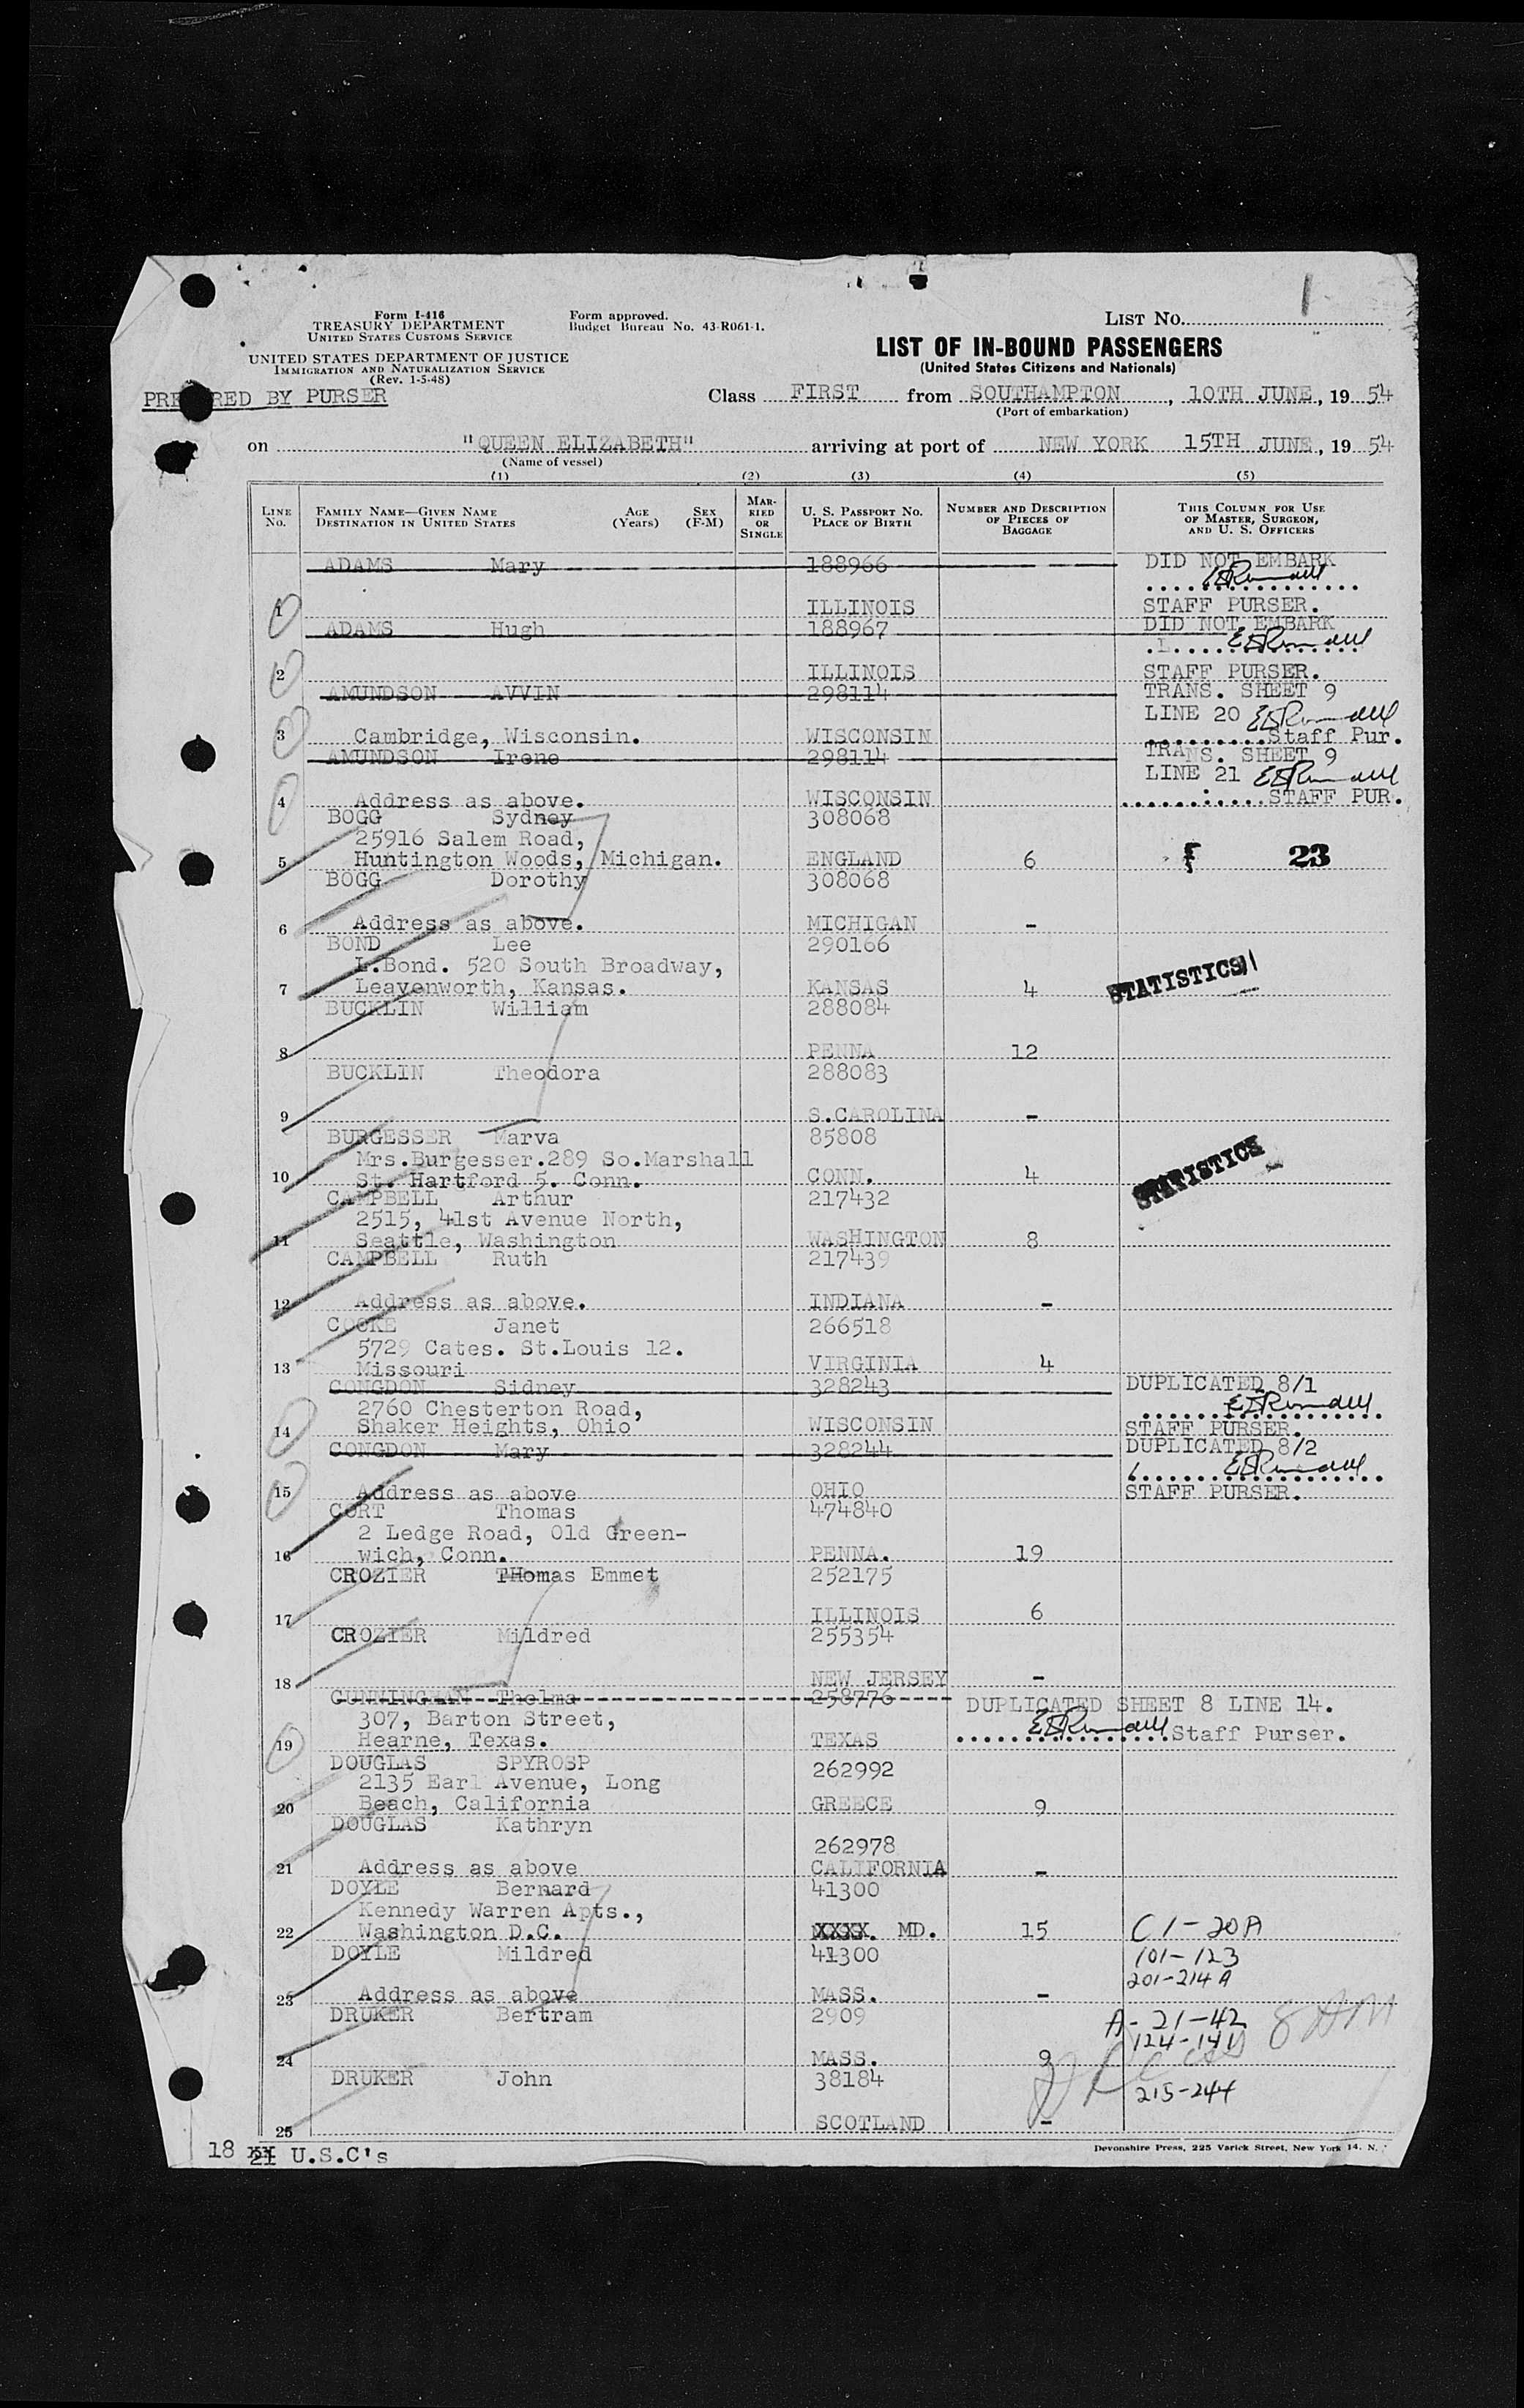 Form I-416
TREASURY DEPARTMENT
UNITED STATES CUSTOMS SERVICE
UNITED STATES DEPARTMENT OF JUSTICE
IMMIGRATION AND NATURALIZATION SERVICE
(Rev. 1-5-48)
Form approved.
Budget Bureau No. 43-R061-1.
LIST NO. 1
LIST OF IN-BOUND PASSENGERS
(United States Citizens and Nationals)
PREPARED BY PURSER
Class FIRST from SOUTHAMPTON, 10TH JUNE, 1954
(Port of embarkation)
on "QUEEN ELIZABETH" arriving at port of NEW YORK 15TH JUNE, 1954
(Name of vessel)
(1) (2) (3) (4) (5)
LINE NO. FAMILY NAME—GIVEN NAME DESTINATION IN UNITED STATES AGE (Years) SEX (F-M) MARRIED OR SINGLE U. S. PASSPORT NO. PLACE OF BIRTH NUMBER AND DESCRIPTION OF PIECES OF BAGGAGE THIS COLUMN FOR USE OF MASTER, SURGEON, AND U. S. OFFICERS
ADAMS Mary 188966 DID NOT EMBARK
1 ILLINOIS STAFF PURSER.
ADAMS Hugh 188967 DID NOT EMBARK
2 ILLINOIS STAFF PURSER.
AMUNDSON AVVIN 298114 TRANS. SHEET 9
LINE 20
3 Cambridge, Wisconsin. WISCONSIN Staff Pur.
AMUNDSON Irene 298114 TRANS. SHEET 9
LINE 21
4 Address as above. WISCONSIN STAFF PUR.
BOGG Sydney 308068
25916 Salem Road,
5 Huntington Woods, Michigan. ENGLAND 6 F 23
BOGG Dorothy 308068
6 Address as above. MICHIGAN -
BOND Lee 290166
L.Bond. 520 South Broadway,
7 Leavenworth, Kansas. KANSAS 4 STATISTICS
BUCKLIN William 288084
8 PENNA 12
BUCKLIN Theodora 288083
9 S.CAROLINA -
BURGESSER Marva 85808
Mrs.Burgesser.289 So.Marshall
10 St. Hartford 5. Conn. CONN. 4 STATISTICS
CAMPBELL Arthur 217432
2515, 41st Avenue North,
11 Seattle, Washington WASHINGTON 8
CAMPBELL Ruth 217439
12 Address as above. INDIANA -
COOKE Janet 266518
5729 Cates. St.Louis 12.
13 Missouri VIRGINIA 4
CONGDON Sidney 328243 DUPLICATED 8/1
2760 Chesterton Road,
14 Shaker Heights, Ohio WISCONSIN STAFF PURSER.
CONGDON Mary 328244 DUPLICATED 8/2
15 Address as above OHIO STAFF PURSER.
CORT Thomas 474840
2 Ledge Road, Old Green-
16 wich, Conn. PENNA. 19
CROZIER THomas Emmet 252175
17 ILLINOIS 6
CROZIER Mildred 255354
18 NEW JERSEY -
CUNNINGHAM Thelma 258776 DUPLICATED SHEET 8 LINE 14.
307, Barton Street,
19 Hearne, Texas. TEXAS Staff Purser.
DOUGLAS SPYROSP 262992
2135 Earl Avenue, Long
20 Beach, California GREECE 9
DOUGLAS Kathryn
262978
21 Address as above CALIFORNIA -
DOYLE Bernard 41300
Kennedy Warren Apts.,
22 Washington D.C. XXXX. MD. 15 C1-20A
DOYLE Mildred 41300 101-123
201-214A
23 Address as above MASS. -
DRUKER Bertram 2909 A-21-42
124-141
24 MASS. 9
DRUKER John 38184 215-244
25 SCOTLAND -
18 21 U.S.C's
Devonshire Press, 225 Varick Street, New York 14. N.